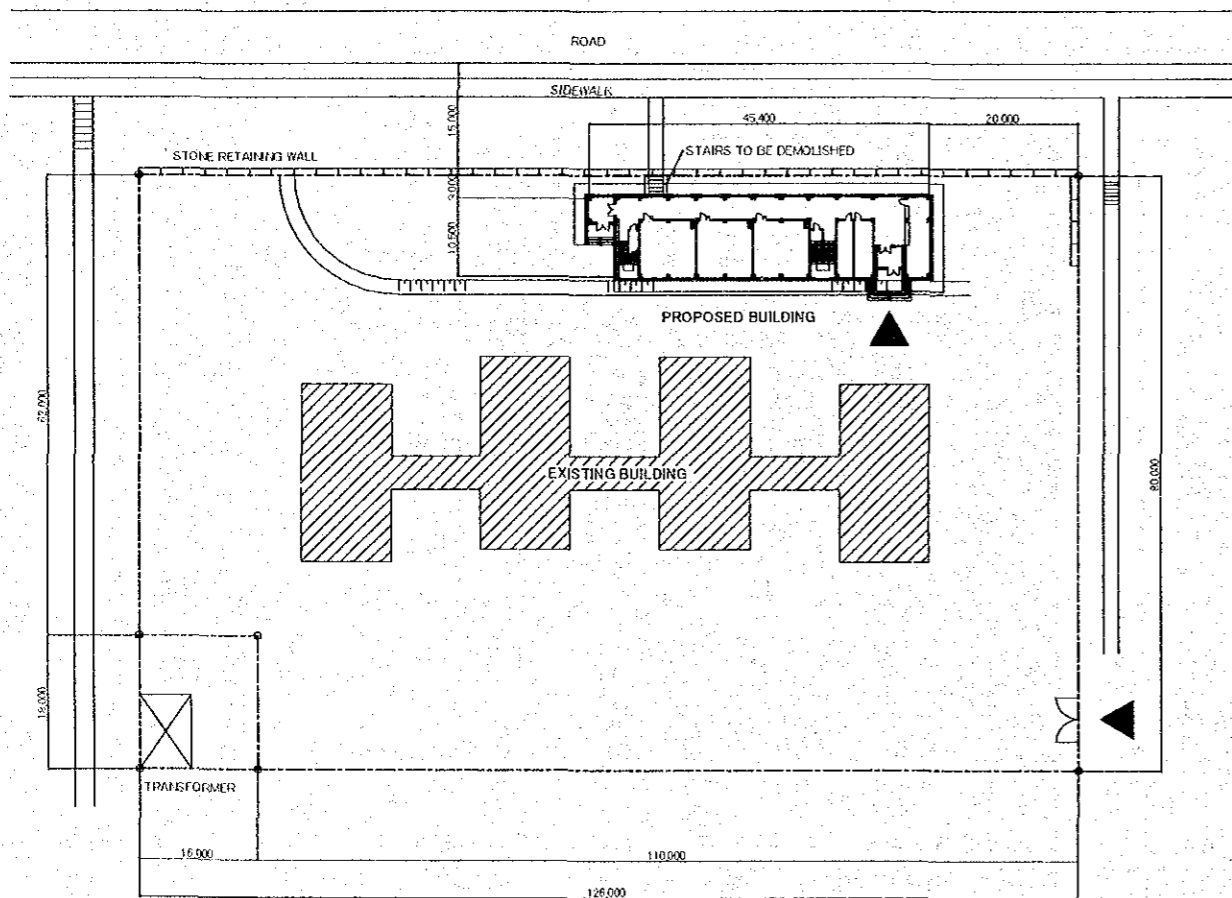 ROAD
SIDEWALK
45,400
20,000
15,000
STAIRS TO BE DEMOLISHED
STONE RETAINING WALL
3,000
10,500
PROPOSED BUILDING
62,000
EXISTING BUILDING
80,000
18,000
TRANSFORMER
16,000
110,000
126,000